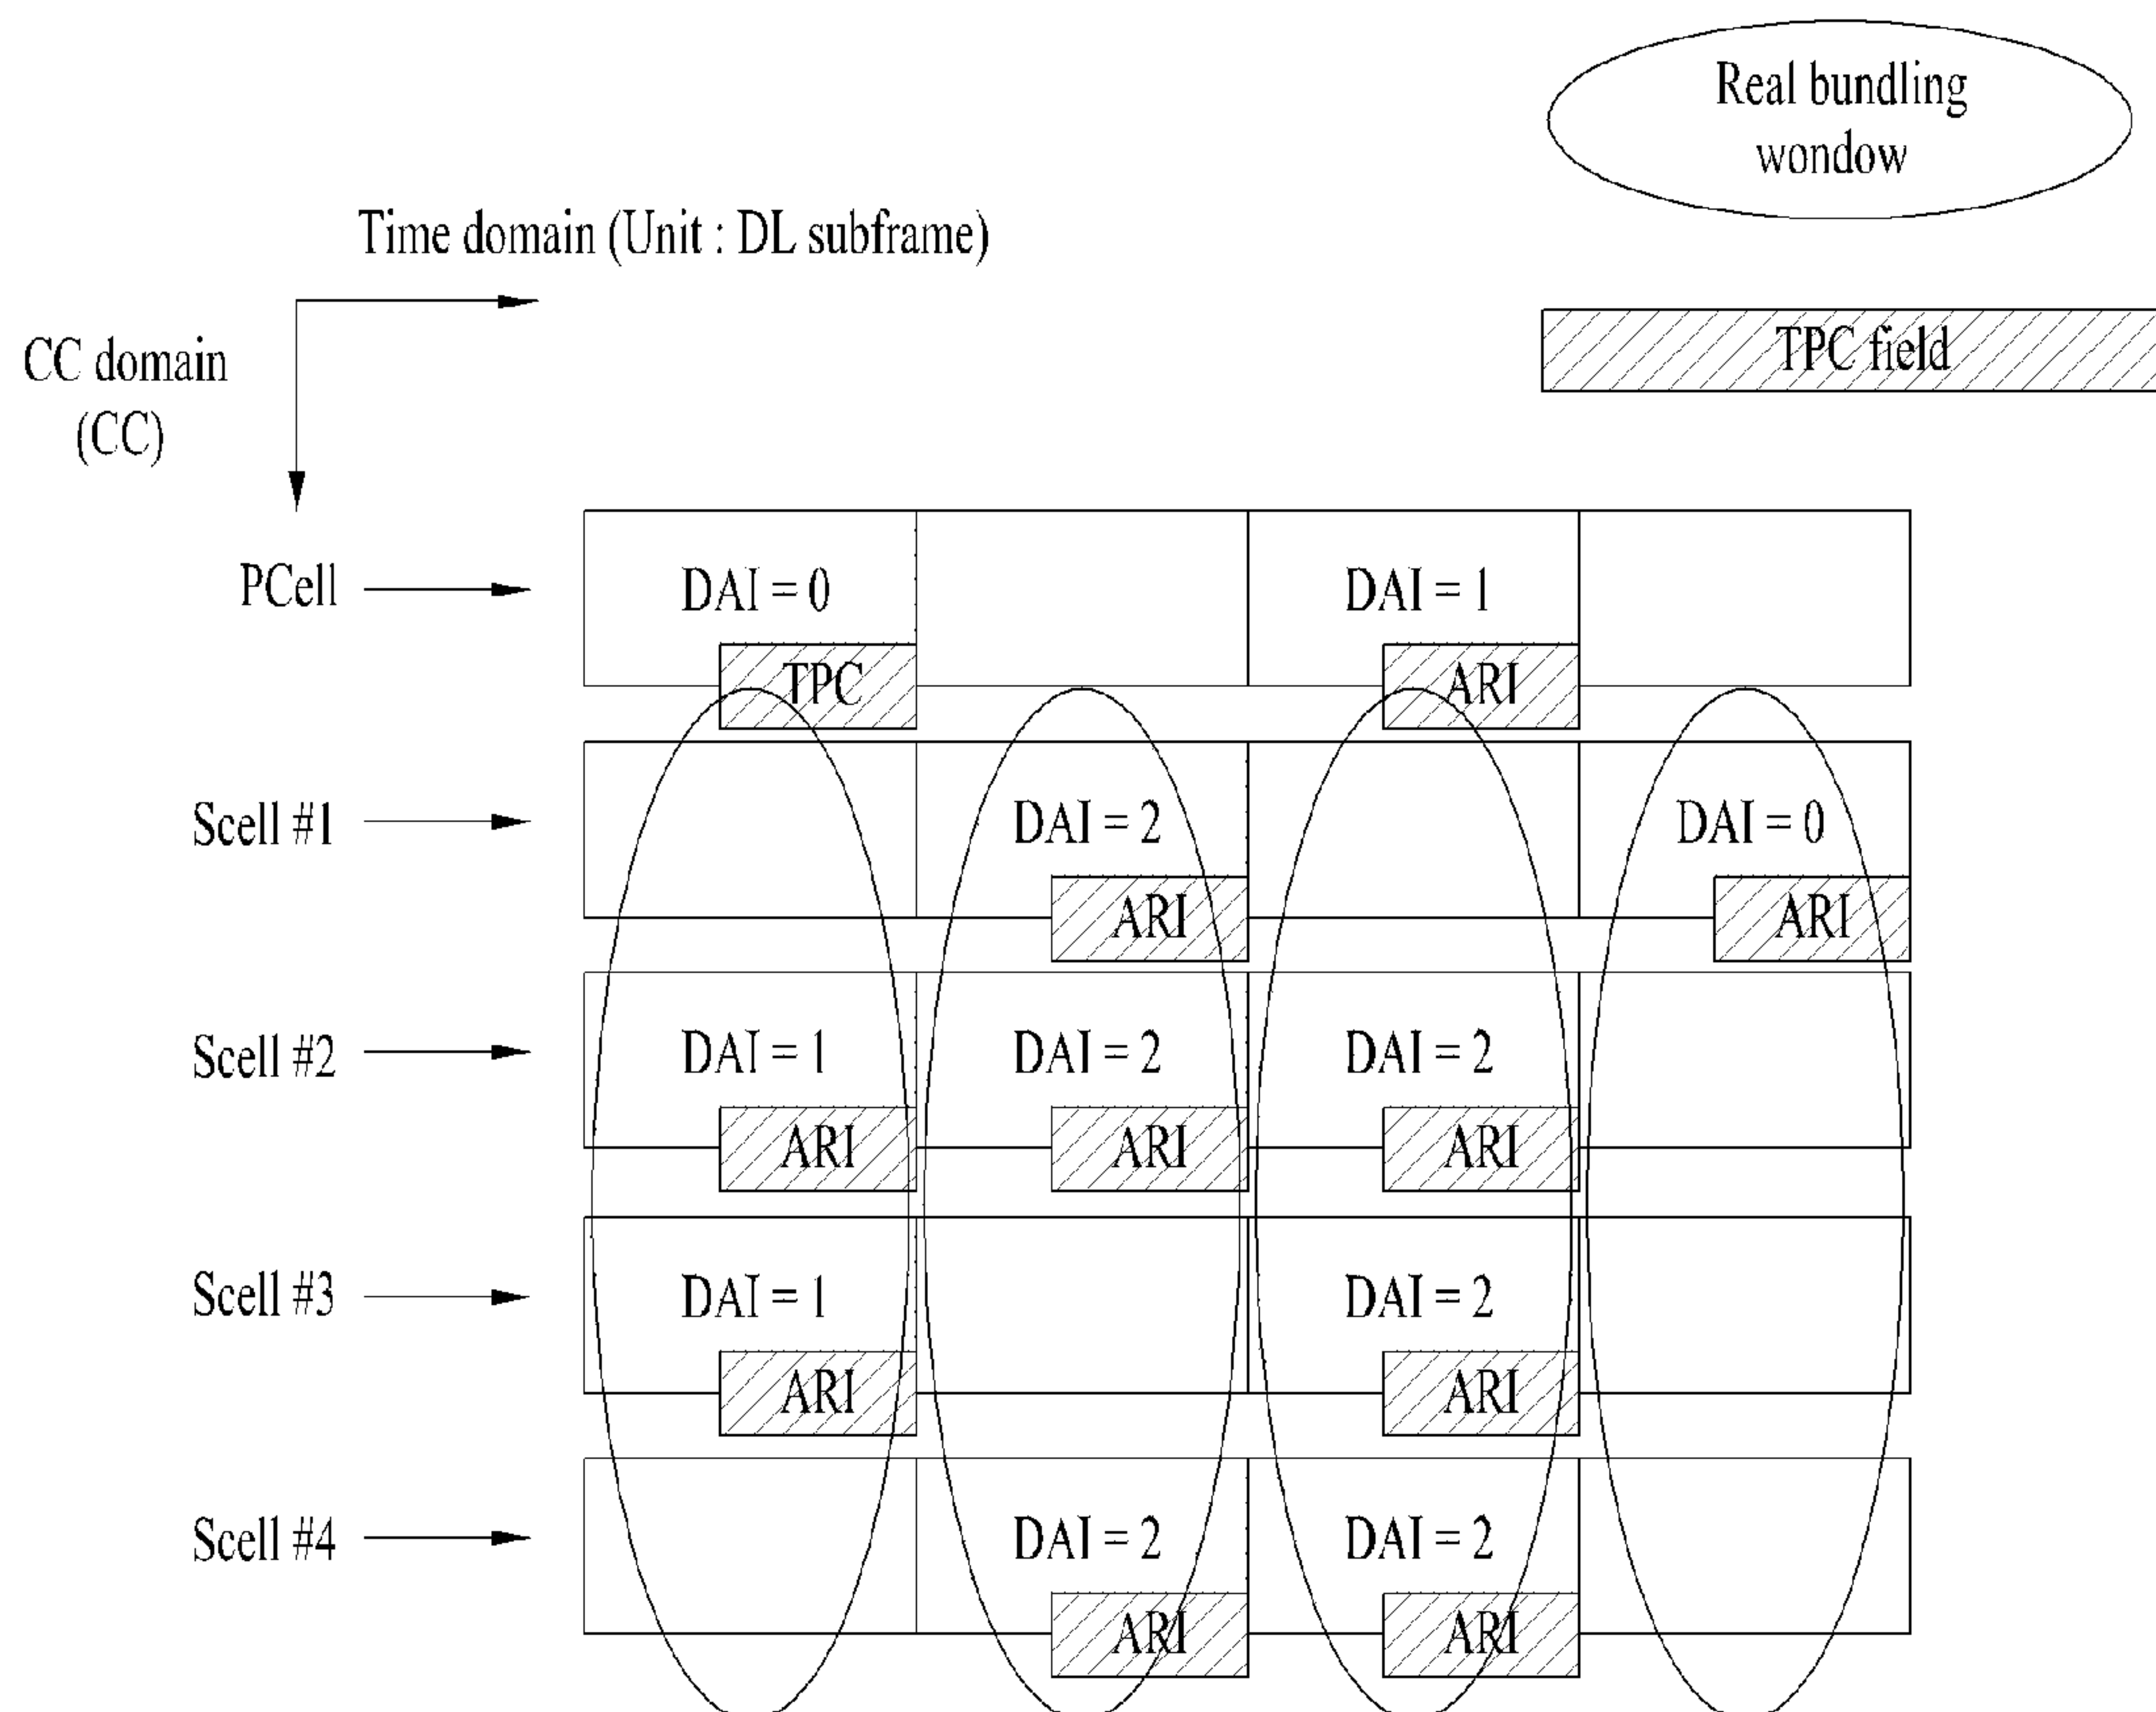 Real bundling
wondow
Time domain (Unit : DL subframe)
TPC field
CC domain
(CC)
PCell
DAI = 0
DAI = 1
TPC
ARI
Scell #1
DAI = 2
DAI = 0
ARI
ARI
Scell #2
DAI = 1
DAI = 2
DAI = 2
ARI
ARI
ARI
Scell #3
DAI = 1
DAI = 2
ARI
ARI
Scell #4
DAI = 2
DAI = 2
ARI
ARI